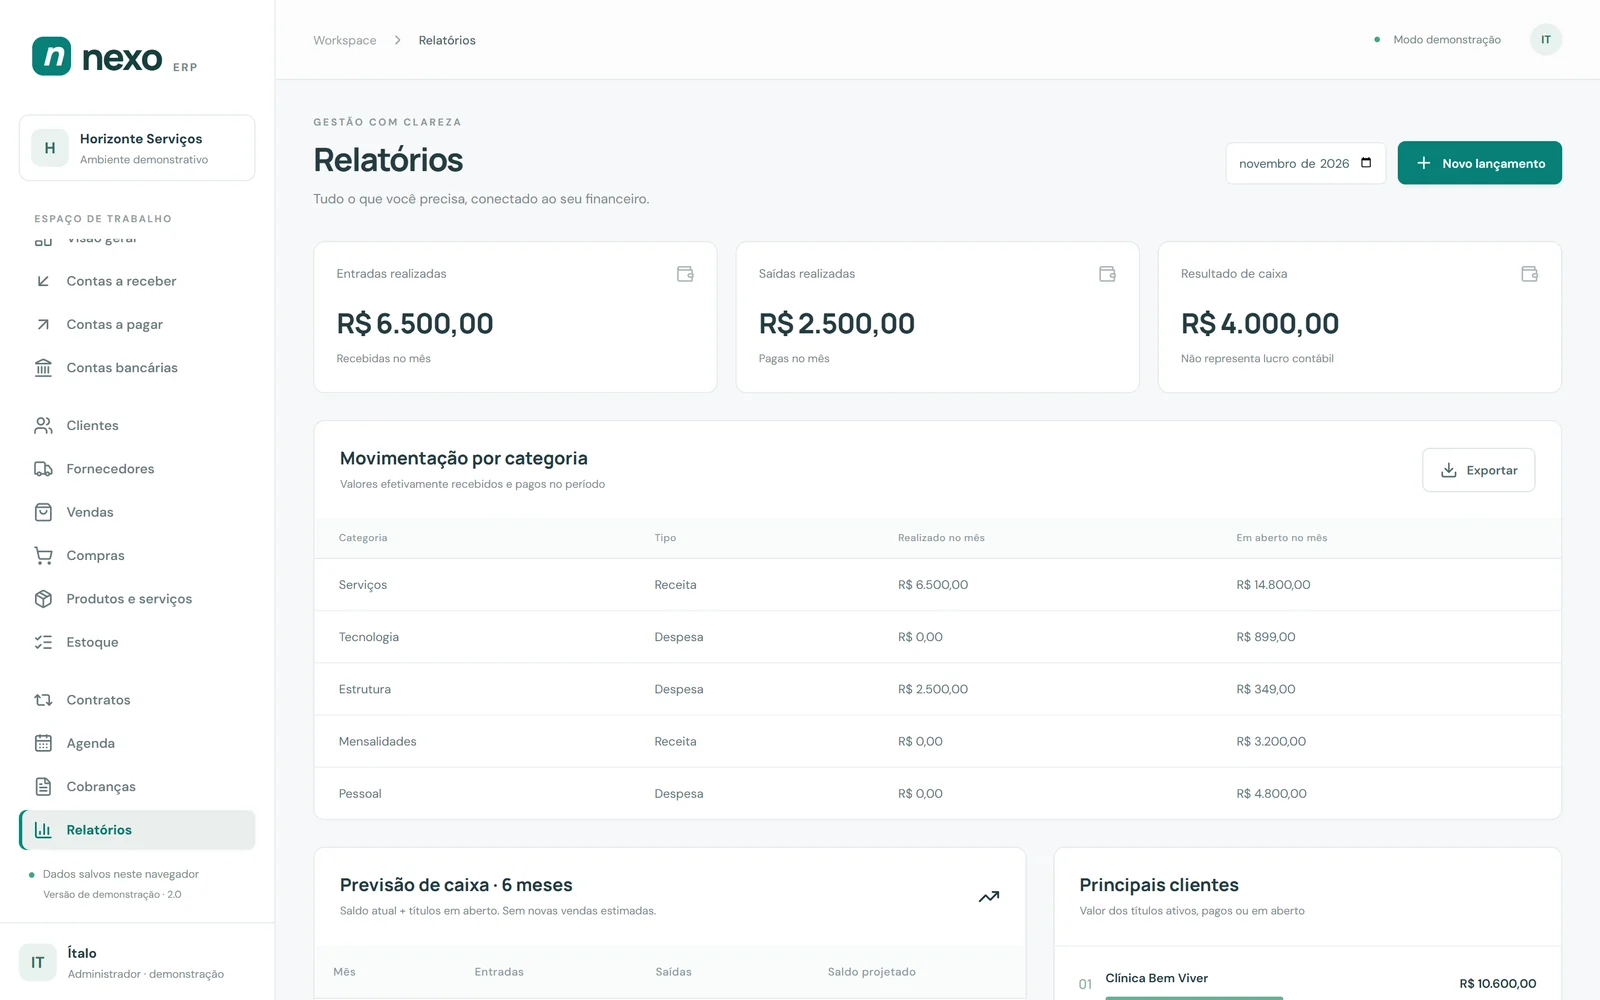 n nexo ERP
H
Horizonte Serviços
Ambiente demonstrativo
ESPAÇO DE TRABALHO
Visão geral
Contas a receber
Contas a pagar
Contas bancárias
Clientes
Fornecedores
Vendas
Compras
Produtos e serviços
Estoque
Contratos
Agenda
Cobranças
Relatórios
Dados salvos neste navegador
Versão de demonstração · 2.0
IT
Ítalo
Administrador · demonstração
Workspace > Relatórios
Modo demonstração
IT
GESTÃO COM CLAREZA
Relatórios
Tudo o que você precisa, conectado ao seu financeiro.
novembro de 2026
Novo lançamento
Entradas realizadas
R$ 6.500,00
Recebidas no mês
Saídas realizadas
R$ 2.500,00
Pagas no mês
Resultado de caixa
R$ 4.000,00
Não representa lucro contábil
Movimentação por categoria
Valores efetivamente recebidos e pagos no período
Exportar
Categoria Tipo Realizado no mês Em aberto no mês
Serviços Receita R$ 6.500,00 R$ 14.800,00
Tecnologia Despesa R$ 0,00 R$ 899,00
Estrutura Despesa R$ 2.500,00 R$ 349,00
Mensalidades Receita R$ 0,00 R$ 3.200,00
Pessoal Despesa R$ 0,00 R$ 4.800,00
Previsão de caixa · 6 meses
Saldo atual + títulos em aberto. Sem novas vendas estimadas.
Mês Entradas Saídas Saldo projetado
Principais clientes
Valor dos títulos ativos, pagos ou em aberto
01 Clínica Bem Viver R$ 10.600,00